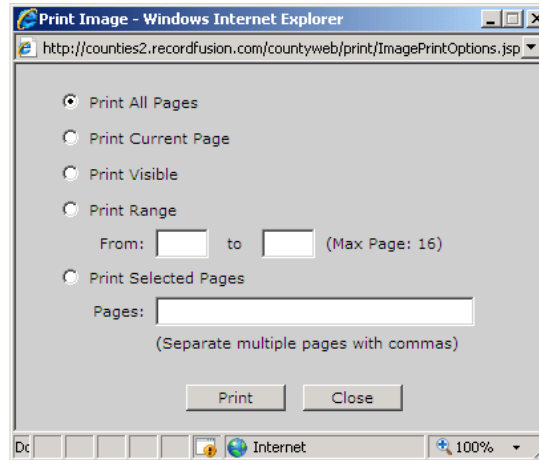 Print Image - Windows Internet Explorer
http://counties2.recordfusion.com/countyweb/print/ImagePrintOptions.jsp
Print All Pages
Print Current Page
Print Visible
Print Range
From: to (Max Page: 16)
Print Selected Pages
Pages:
(Separate multiple pages with commas)
Print Close
Dc Internet 100%